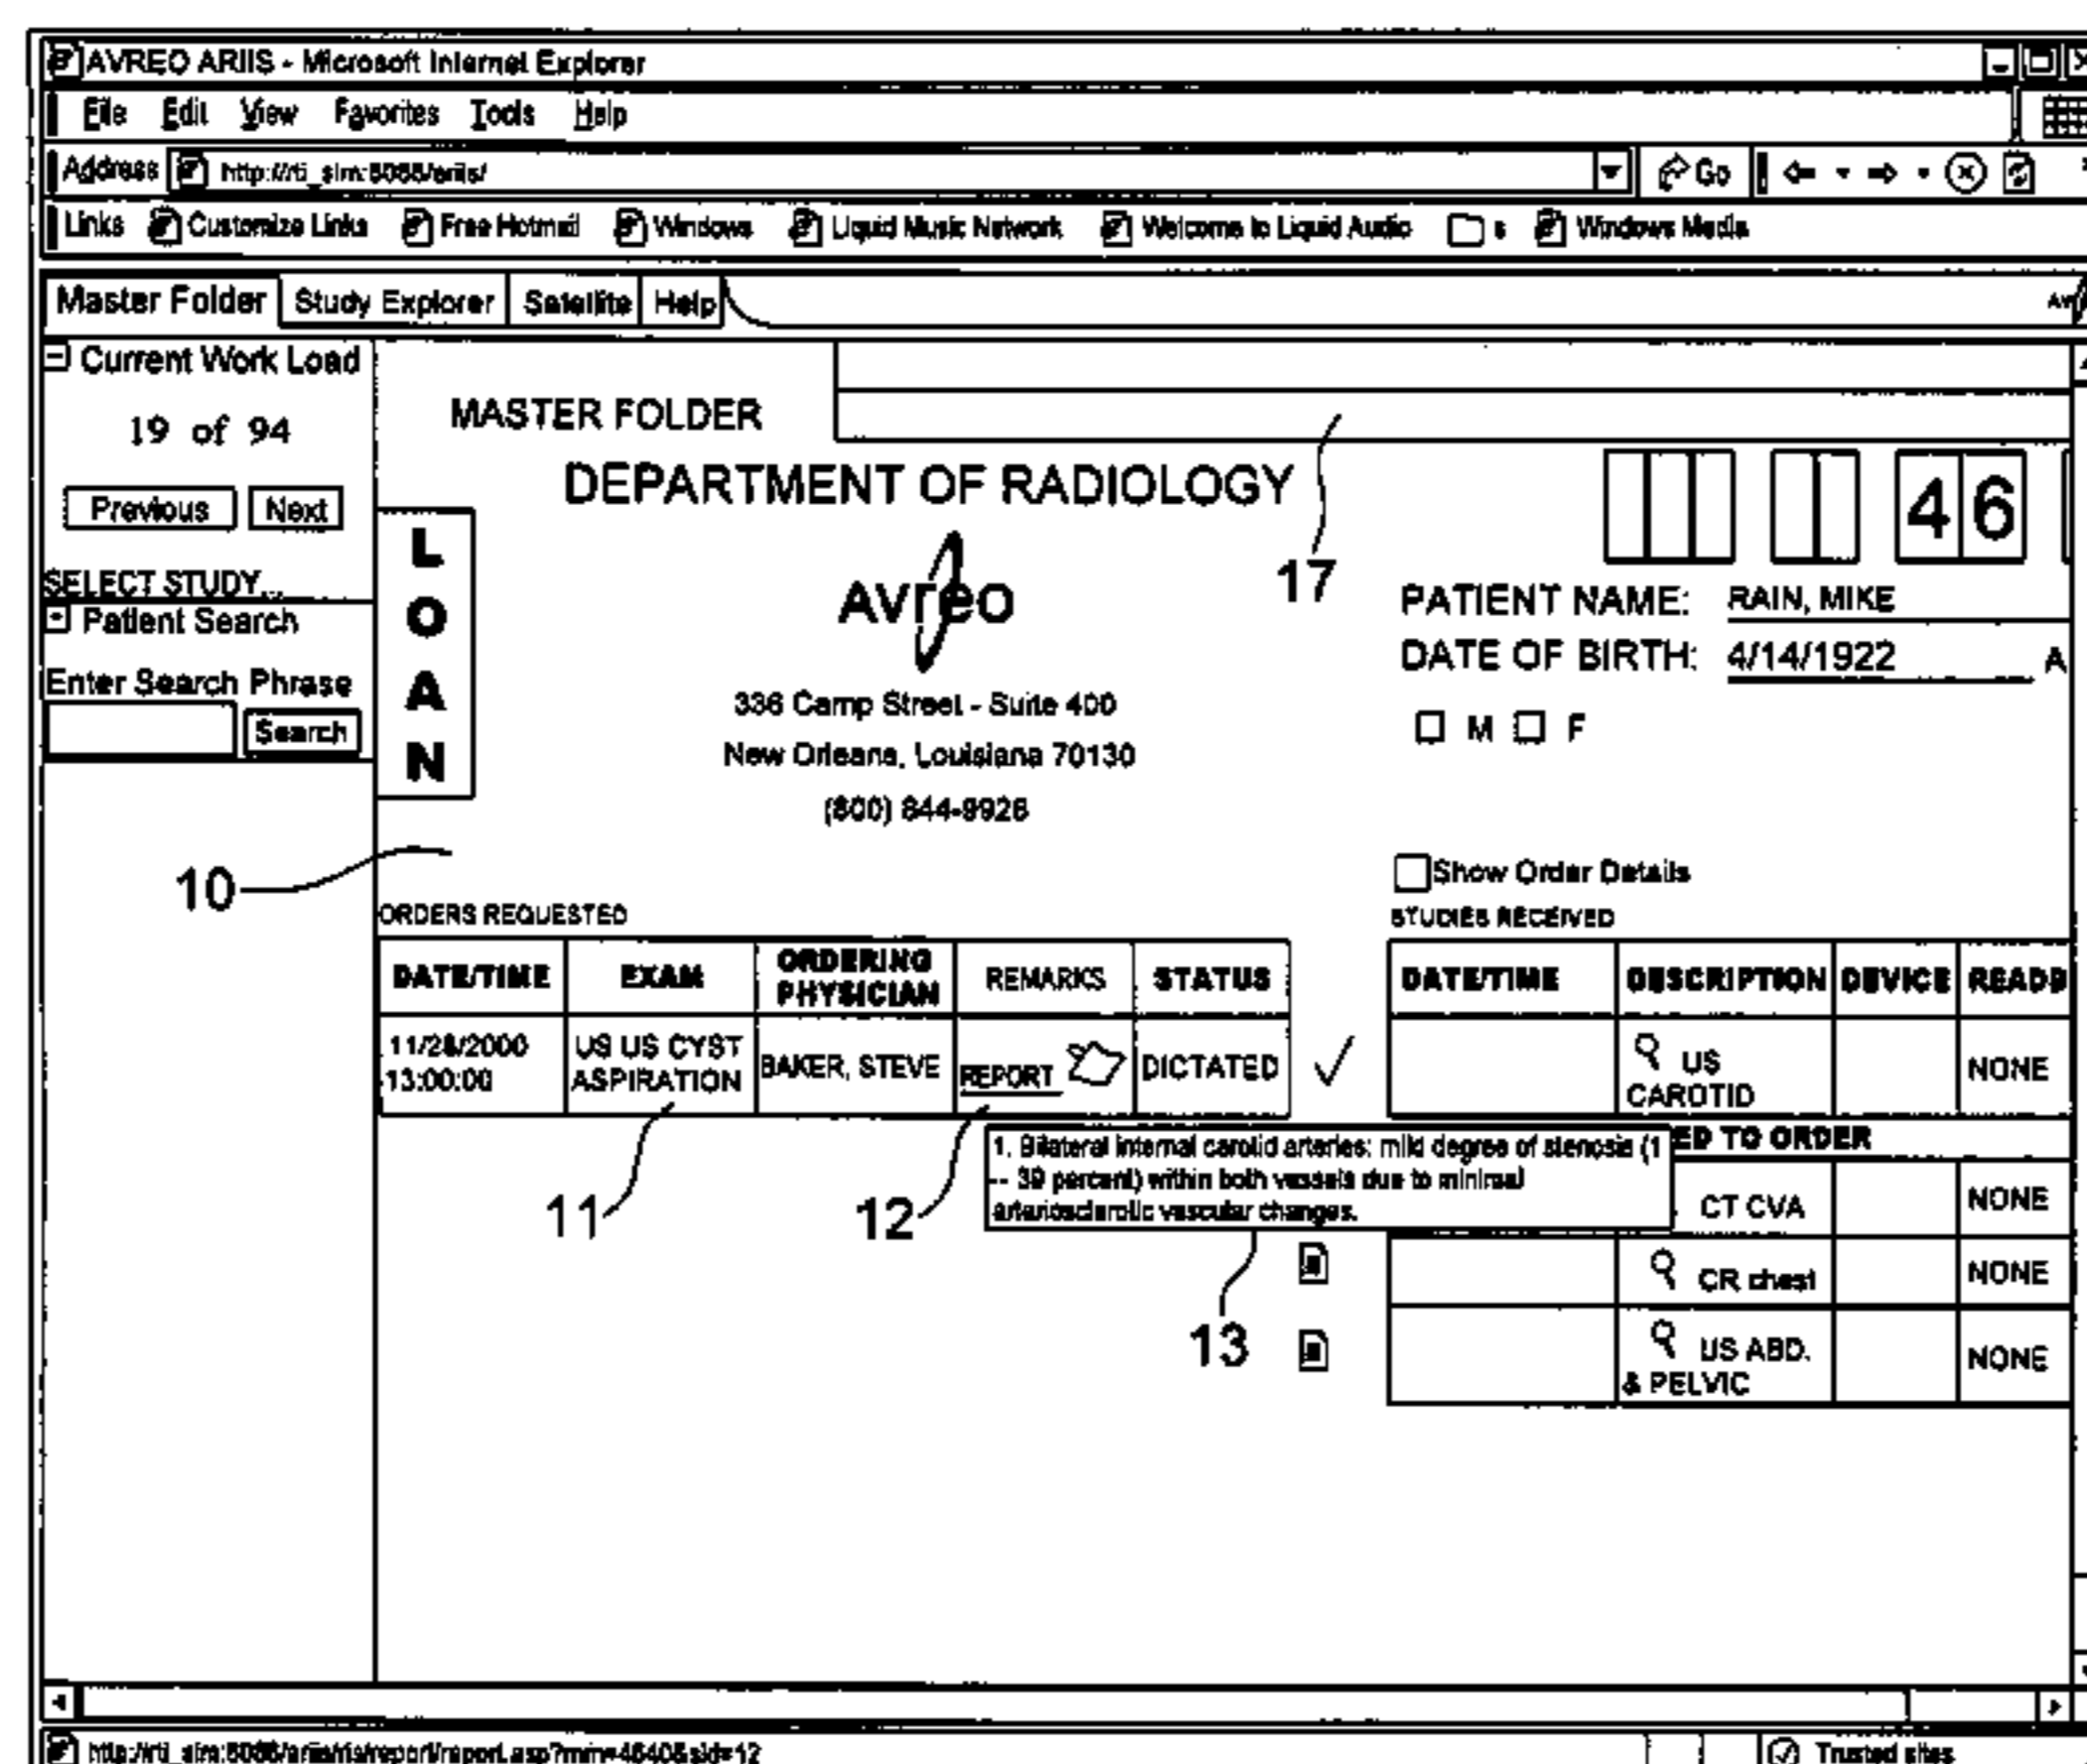 AVREO ARIIS - Microsoft Internet Explorer
File Edit View Favorites Tools Help
Address Go
Links Customize Links Free Hotmail Windows Liquid Music Network Welcome to Liquid Audio s Windows Media
Master Folder Study Explorer Satellite Help
Current Work Load
19 of 94
Previous Next
SELECT STUDY...
Patient Search
Enter Search Phrase
Search
MASTER FOLDER
17
DEPARTMENT OF RADIOLOGY
4 6
LOAN
Avreo
336 Camp Street - Suite 400
New Orleans, Louisiana 70130
(800) 844-9926
PATIENT NAME: RAIN, MIKE
DATE OF BIRTH: 4/14/1922 A
M F
10
Show Order Details
ORDERS REQUESTED
DATE/TIME EXAM ORDERING PHYSICIAN REMARKS STATUS
11/28/2000 13:00:00 US US CYST ASPIRATION BAKER, STEVE REPORT DICTATED
11
12
1. Bilateral internal carotid arteries: mild degree of stenosis (1
-- 39 percent) within both vessels due to minimal
arteriosclerotic vascular changes.
13
STUDIES RECEIVED
DATE/TIME DESCRIPTION DEVICE READS
US CAROTID NONE
ED TO ORDER
CT CVA NONE
CR chest NONE
US ABD. & PELVIC NONE
Trusted sites